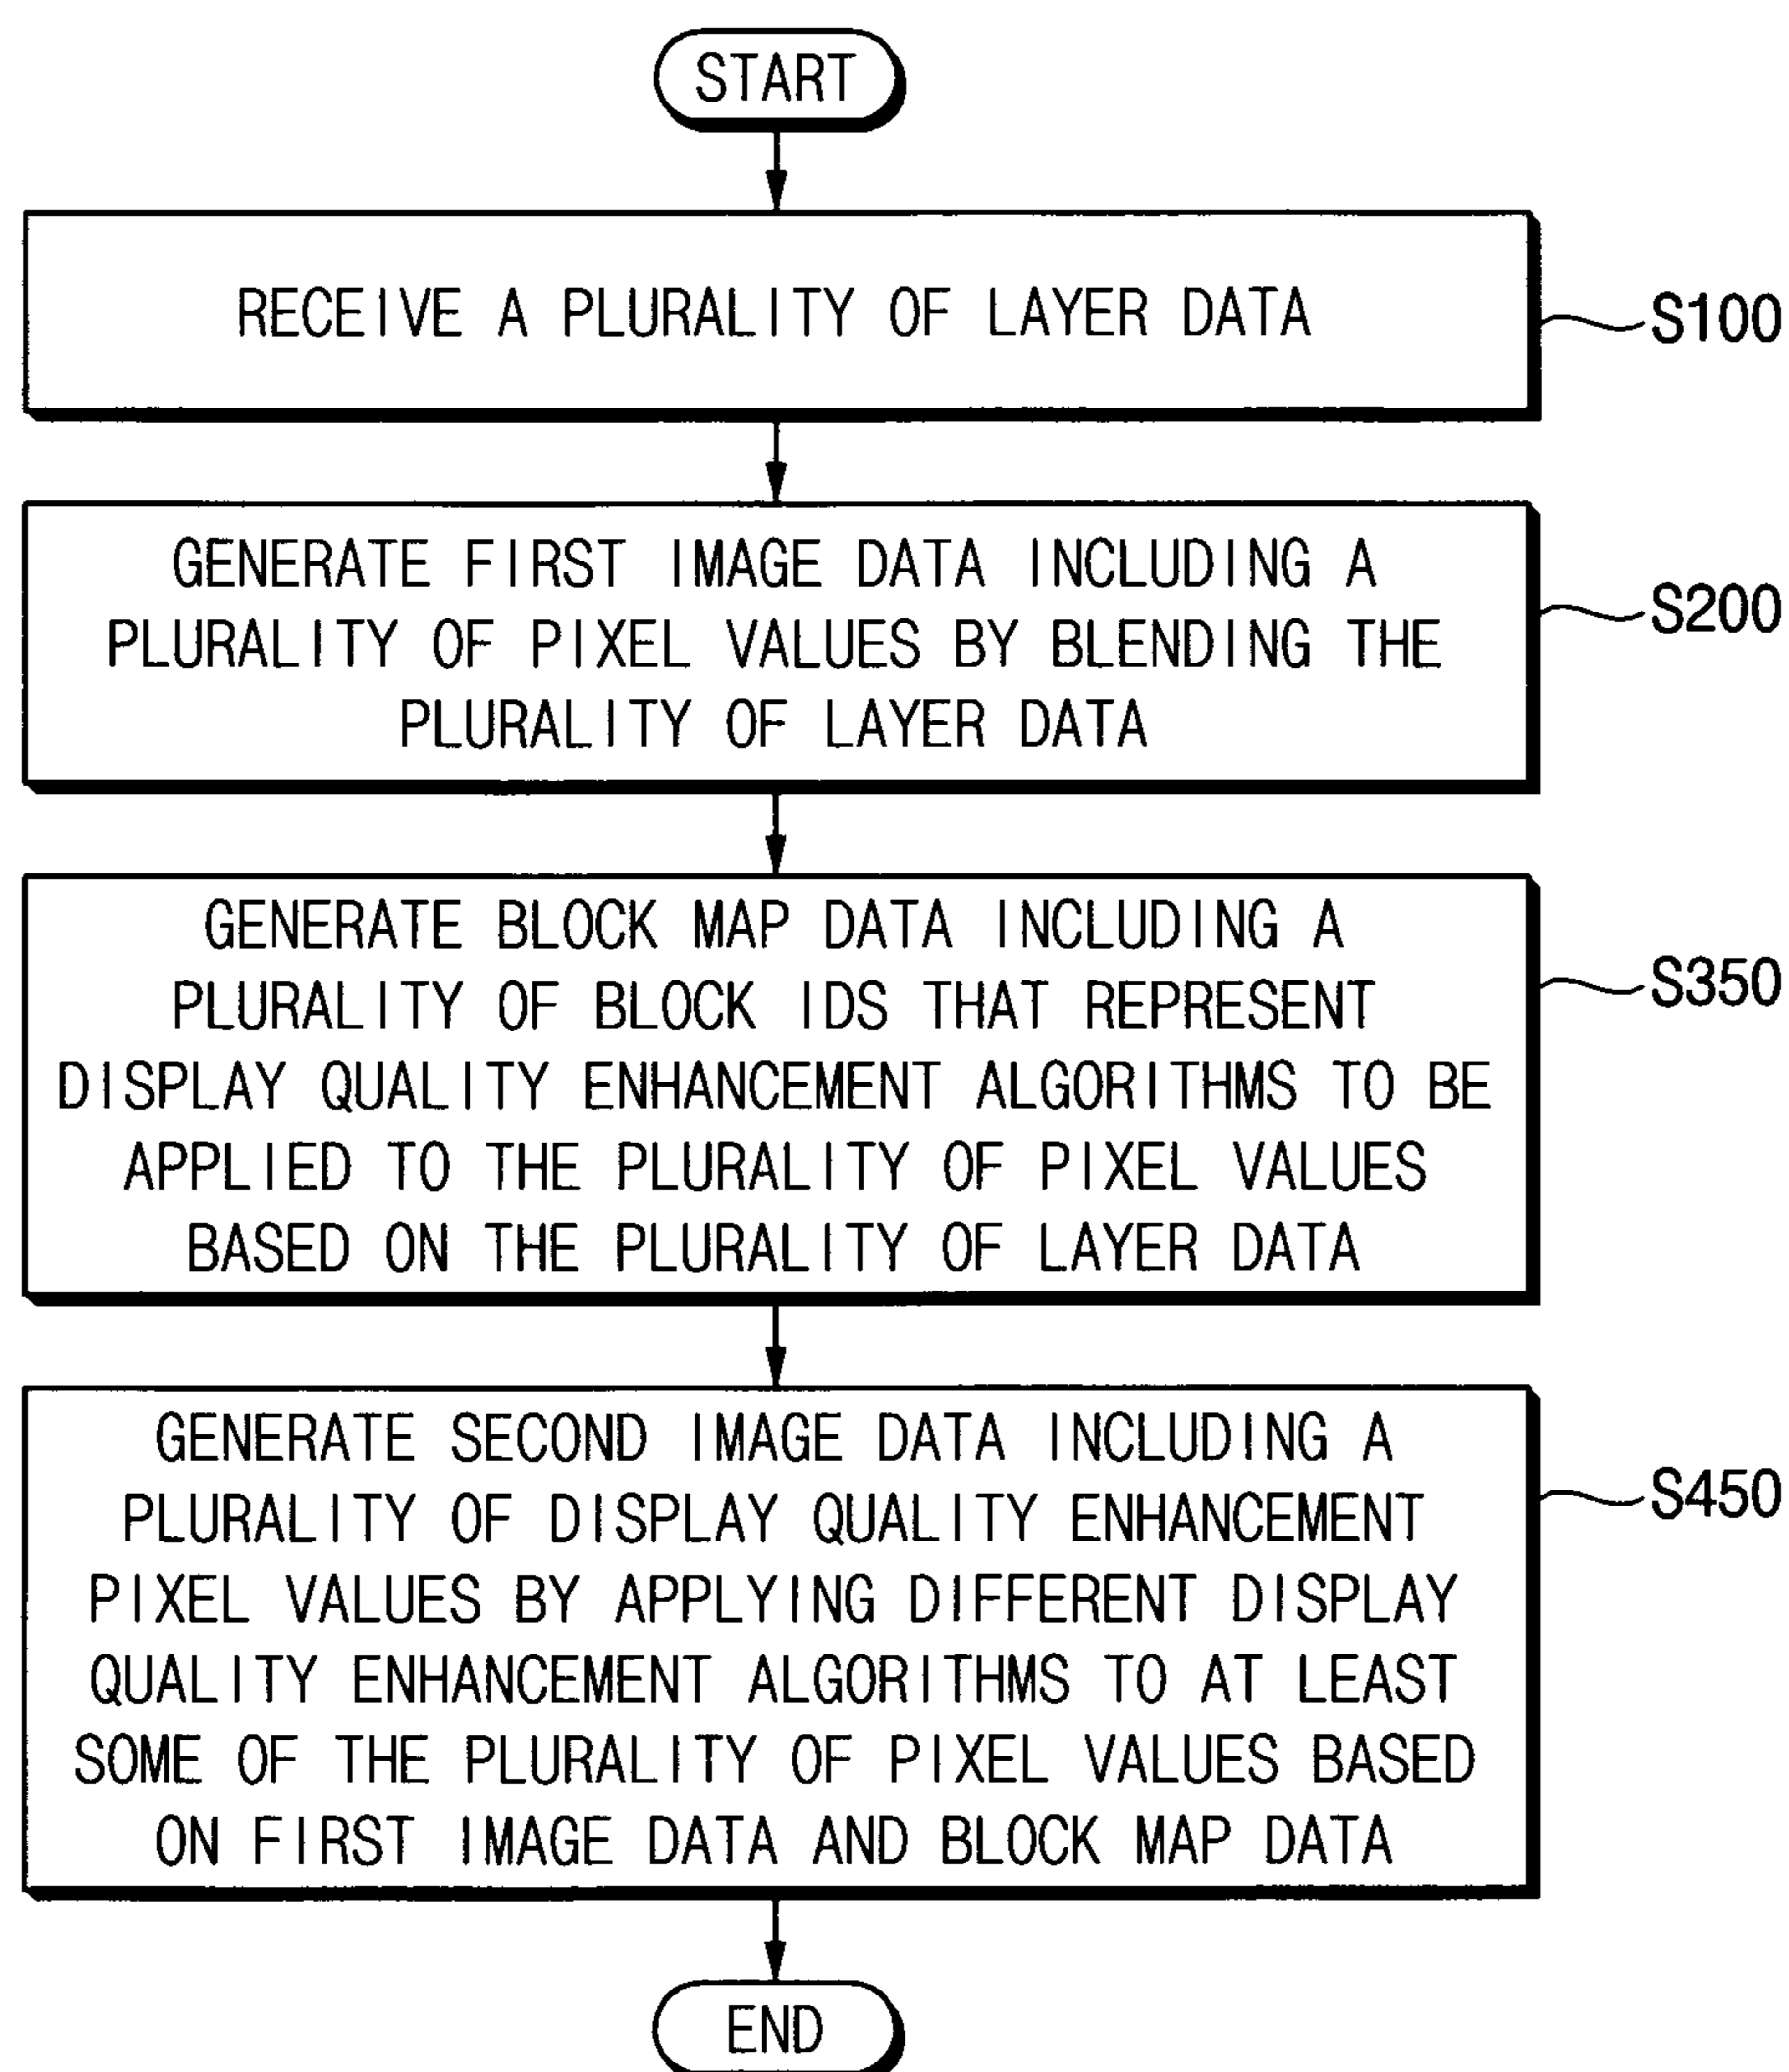 START
RECEIVE A PLURALITY OF LAYER DATA
S100
GENERATE FIRST IMAGE DATA INCLUDING A
PLURALITY OF PIXEL VALUES BY BLENDING THE
PLURALITY OF LAYER DATA
S200
GENERATE BLOCK MAP DATA INCLUDING A
PLURALITY OF BLOCK IDS THAT REPRESENT
DISPLAY QUALITY ENHANCEMENT ALGORITHMS TO BE
APPLIED TO THE PLURALITY OF PIXEL VALUES
BASED ON THE PLURALITY OF LAYER DATA
S350
GENERATE SECOND IMAGE DATA INCLUDING A
PLURALITY OF DISPLAY QUALITY ENHANCEMENT
PIXEL VALUES BY APPLYING DIFFERENT DISPLAY
QUALITY ENHANCEMENT ALGORITHMS TO AT LEAST
SOME OF THE PLURALITY OF PIXEL VALUES BASED
ON FIRST IMAGE DATA AND BLOCK MAP DATA
S450
END